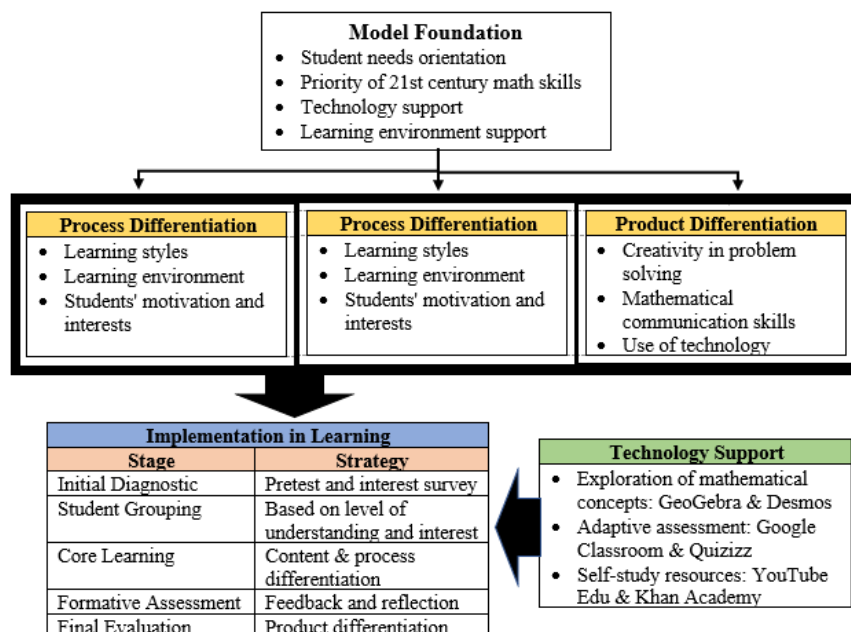 Model Foundation
• Student needs orientation
• Priority of 21st century math skills
• Technology support
• Learning environment support
Process Differentiation
• Learning styles
• Learning environment
• Students' motivation and
interests
Process Differentiation
• Learning styles
• Learning environment
• Students' motivation and
interests
Product Differentiation
• Creativity in problem
solving
• Mathematical
communication skills
• Use of technology
Implementation in Learning
Stage Strategy
Initial Diagnostic Pretest and interest survey
Student Grouping Based on level of
understanding and interest
Core Learning Content & process
differentiation
Formative Assessment Feedback and reflection
Final Evaluation Product differentiation
Technology Support
• Exploration of mathematical
concepts: GeoGebra & Desmos
• Adaptive assessment: Google
Classroom & Quizizz
• Self-study resources: YouTube
Edu & Khan Academy